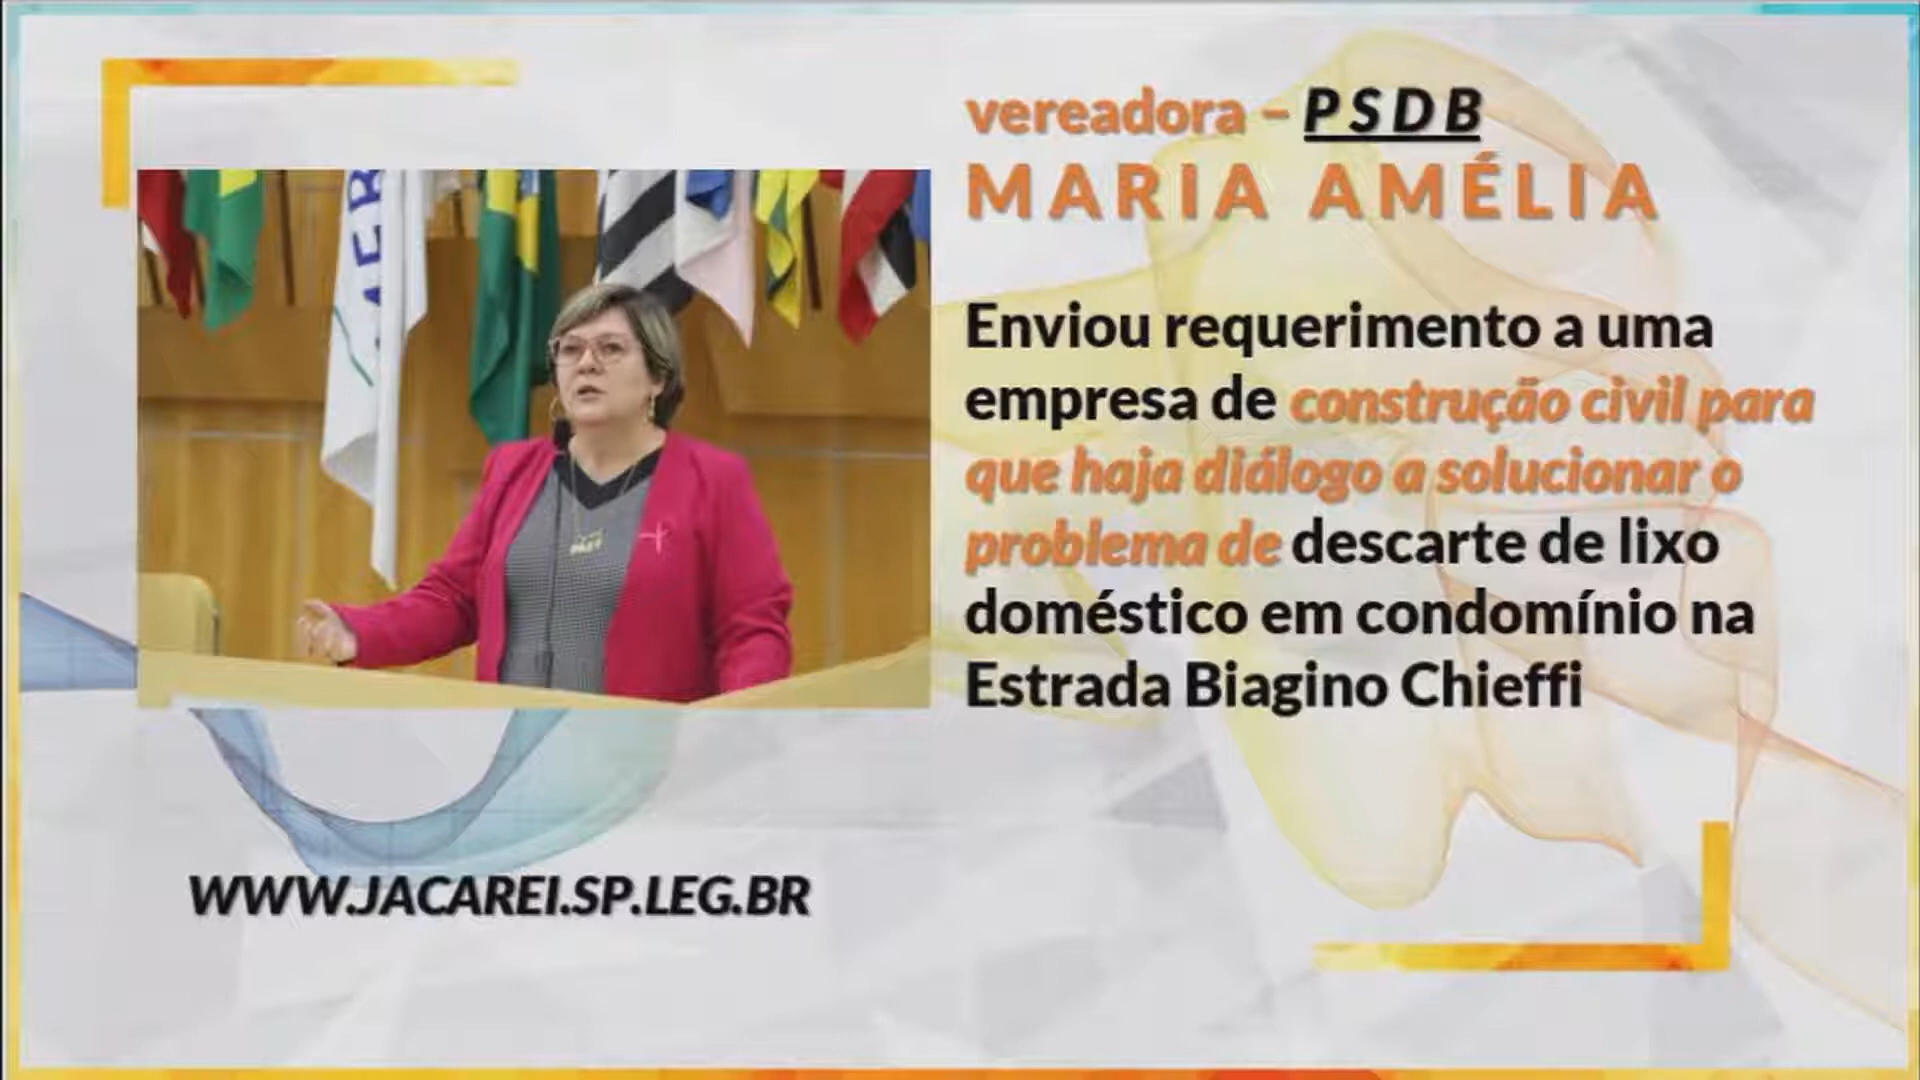 vereadora – PSDB
MARIA AMÉLIA
Enviou requerimento a uma
empresa de construção civil para
que haja diálogo a solucionar o
problema de descarte de lixo
doméstico em condomínio na
Estrada Biagino Chieffi
WWW.JACAREI.SP.LEG.BR